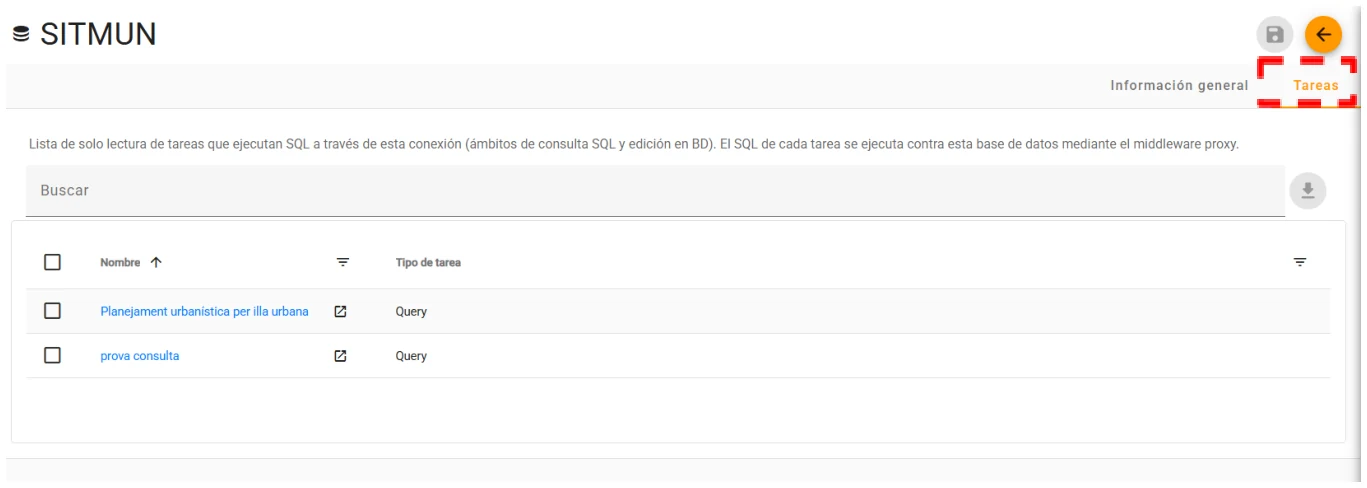 SITMUN
Información general
Tareas
Lista de solo lectura de tareas que ejecutan SQL a través de esta conexión (ámbitos de consulta SQL y edición en BD). El SQL de cada tarea se ejecuta contra esta base de datos mediante el middleware proxy.
Buscar
Nombre Tipo de tarea
Planejament urbanística per illa urbana Query
prova consulta Query